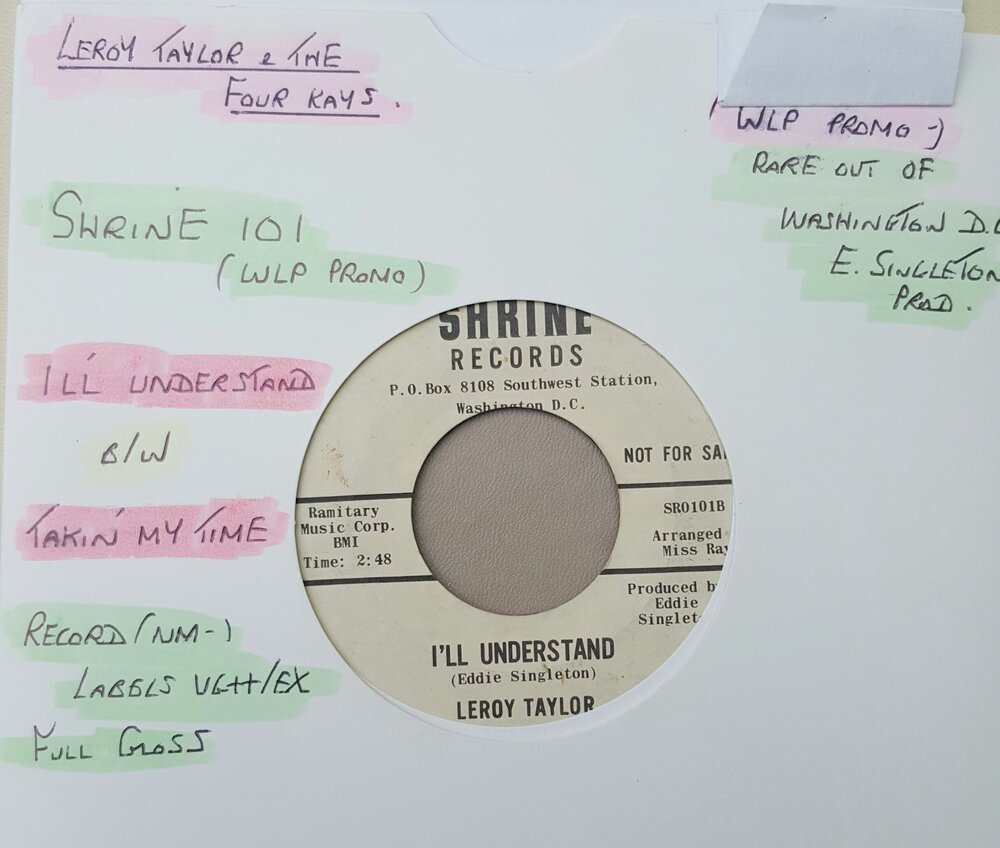 LEROY TAYLOR & THE
FOUR KAYS.
SHRINE 101
(WLP PROMO)
I'LL UNDERSTAND
B/W
TAKIN' MY TIME
RECORD (NM-)
LABELS VG++/EX
FULL GLOSS
(WLP PROMO -)
RARE OUT OF
WASHINGTON D.C
E. SINGLETON
PROD.
SHRINE
RECORDS
P.O.Box 8108 Southwest Station,
Washington D.C.
NOT FOR SA
Ramitary
Music Corp.
BMI
Time: 2:48
SR0101B
Arranged
Miss Ray
Produced b
Eddie
Singlet
I'LL UNDERSTAND
(Eddie Singleton)
LEROY TAYLOR